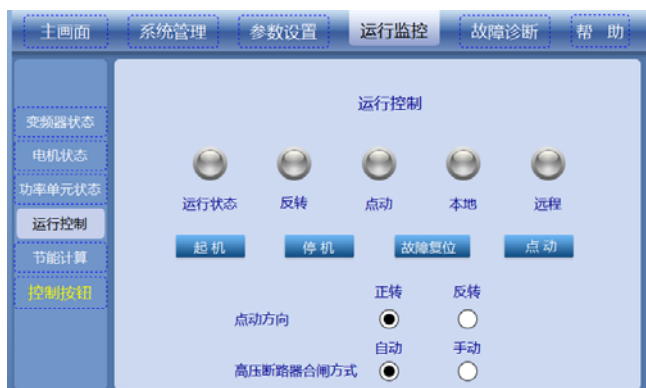 主画面 系统管理 参数设置 运行监控 故障诊断 帮 助
运行控制
变频器状态
电机状态
功率单元状态
运行控制
节能计算
控制按钮
运行状态 反转 点动 本地 远程
起 机 停 机 故障复位 点 动
正转 反转
点动方向
自动 手动
高压断路器合闸方式